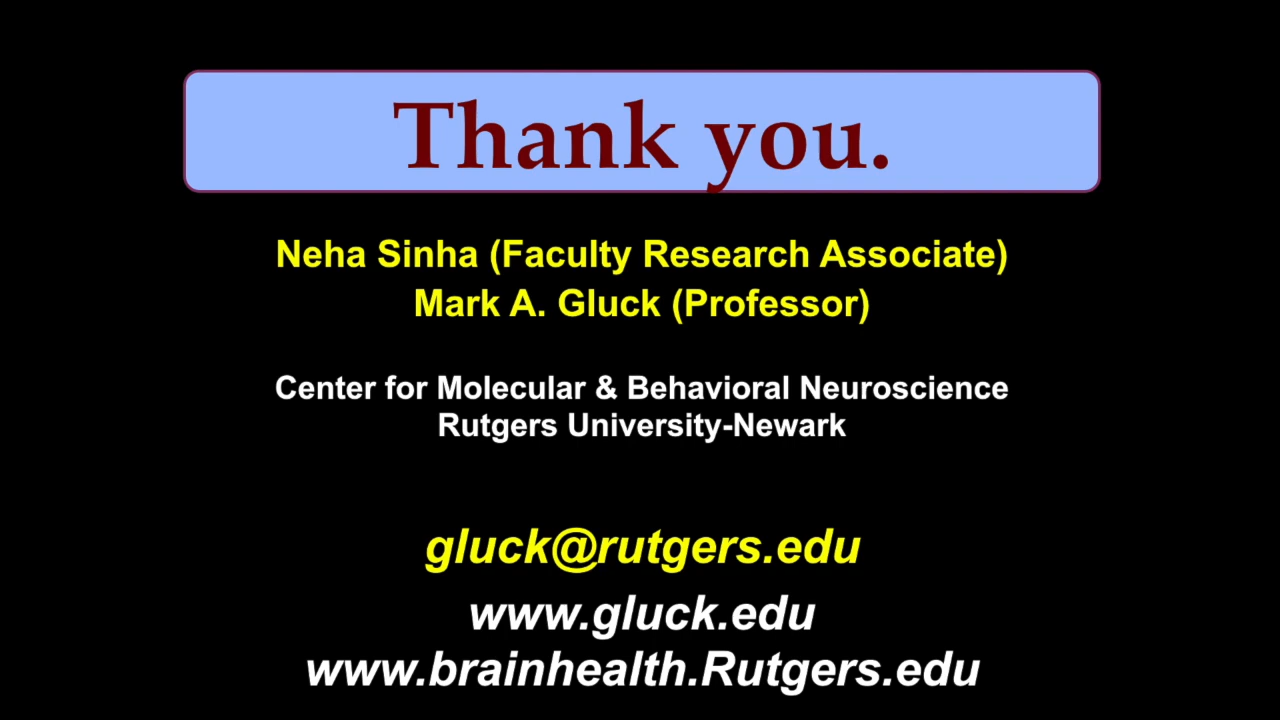 Thank you.
Neha Sinha (Faculty Research Associate)
Mark A. Gluck (Professor)
Center for Molecular & Behavioral Neuroscience
Rutgers University-Newark
gluck@rutgers.edu
www.gluck.edu
www.brainhealth.Rutgers.edu